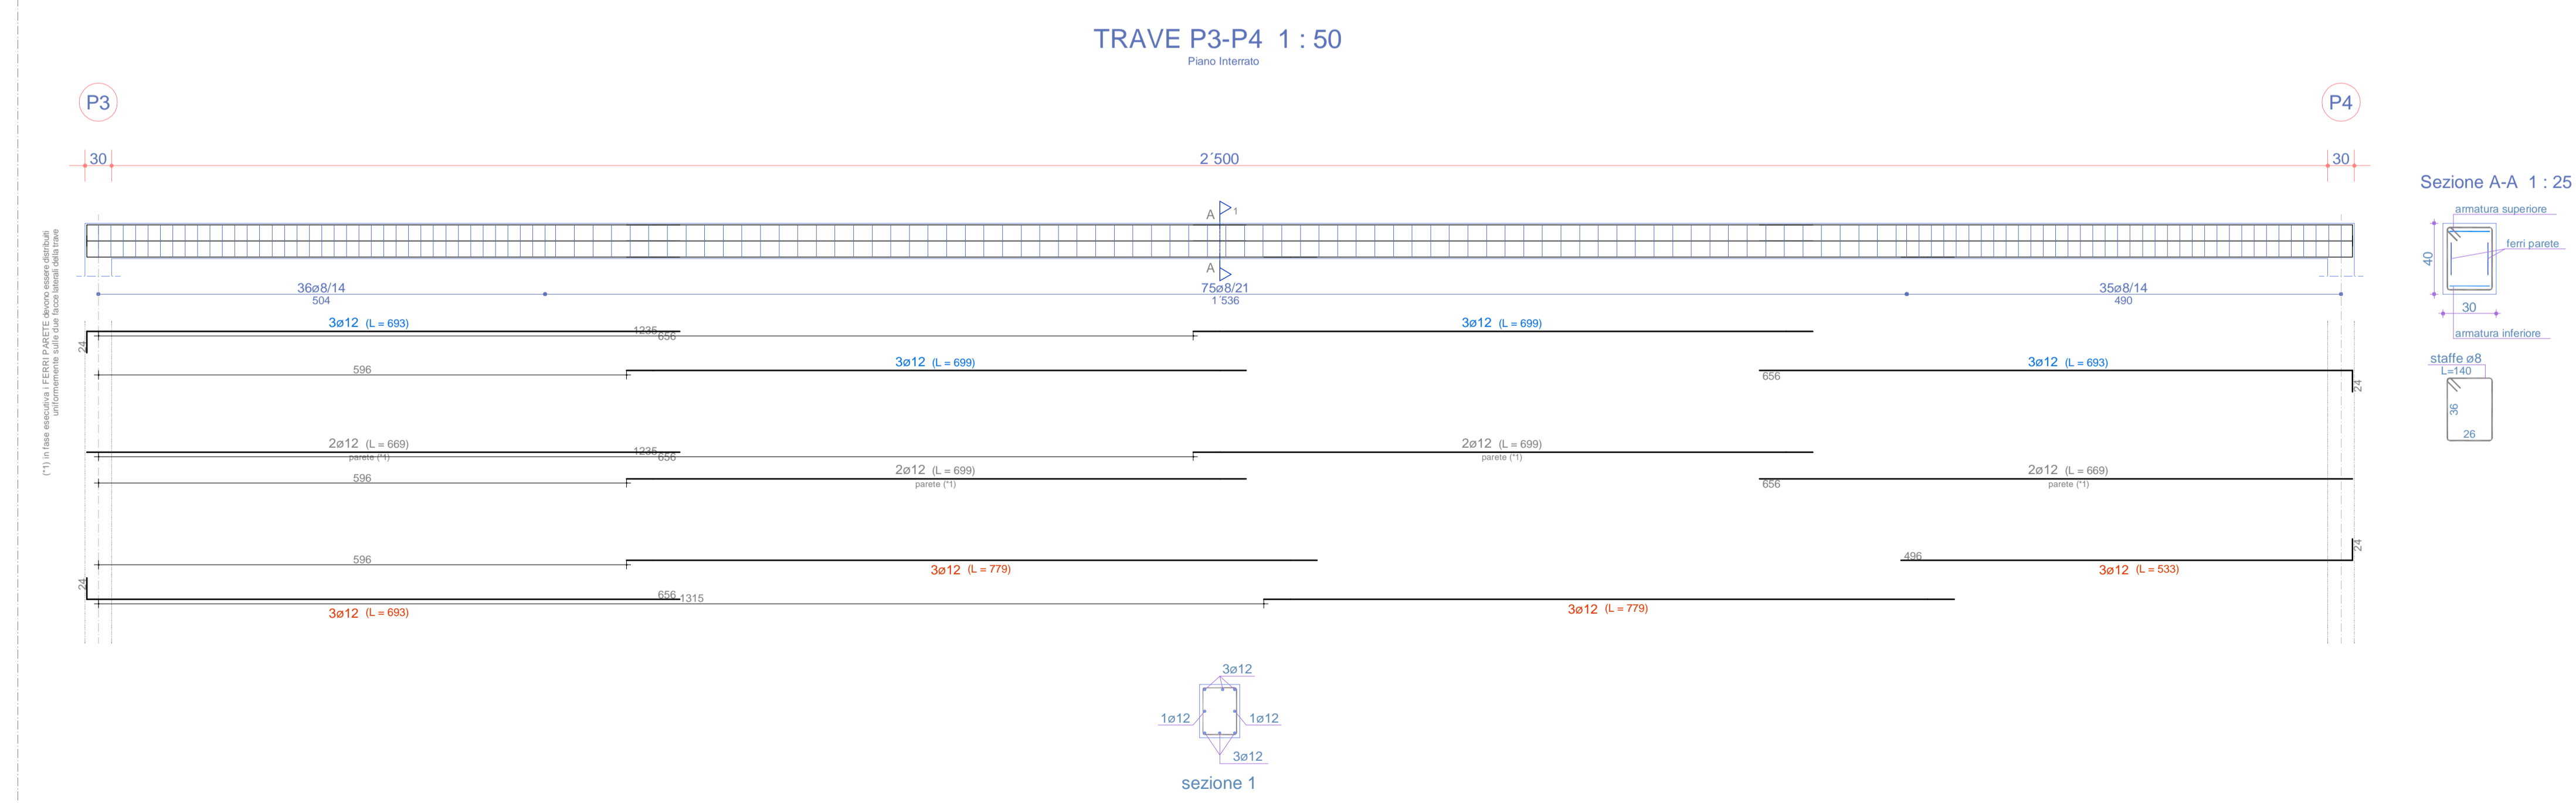 TRAVE P3-P4 1 : 50
Piano Interrato
P3
P4
30
2´500
30
Sezione A-A 1 : 25
armatura superiore
ferri parete
40
30
armatura inferiore
staffe ø8
L=140
36
26
A
1
A
(*1) in fase esecutiva i FERRI PARETE devono essere distribuiti
uniformemente sulle due facce laterali della trave
36ø8/14
504
75ø8/21
1´536
35ø8/14
490
3ø12 (L = 693)
24
1235
656
3ø12 (L = 699)
596
3ø12 (L = 699)
656
3ø12 (L = 693)
24
2ø12 (L = 669)
parete (*1)
1235
656
2ø12 (L = 699)
parete (*1)
596
2ø12 (L = 699)
parete (*1)
656
2ø12 (L = 669)
parete (*1)
596
3ø12 (L = 779)
496
3ø12 (L = 533)
24
24
3ø12 (L = 693)
656
1315
3ø12 (L = 779)
3ø12
1ø12
1ø12
3ø12
sezione 1